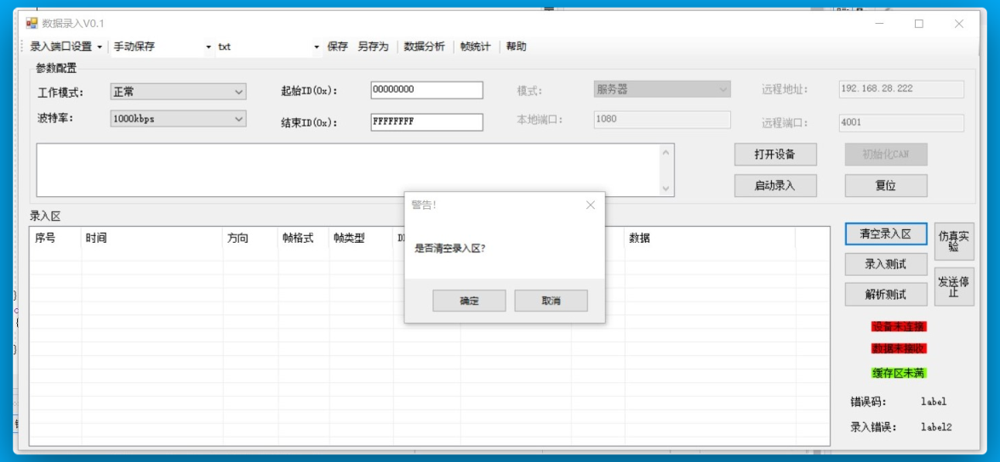 数据录入V0.1
录入端口设置 手动保存 txt 保存 另存为 数据分析 帧统计 帮助
参数配置
工作模式: 正常 起始ID(0x): 00000000 模式: 服务器 远程地址: 192.168.28.222
波特率: 1000kbps 结束ID(0x): FFFFFFFF 本地端口: 1080 远程端口: 4001
打开设备 初始化CAN
启动录入 复位
警告!
录入区
序号 时间 方向 帧格式 帧类型 数据
是否清空录入区?
确定 取消
清空录入区 仿真实验
录入测试
解析测试 发送停止
设备未连接
数据未接收
缓存区未满
错误码: label
录入错误: label2